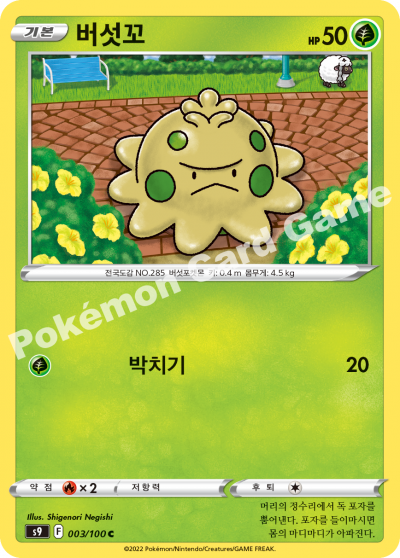 기본 버섯꼬 HP 50
전국도감 NO.285 버섯포켓몬 키: 0.4 m 몸무게: 4.5 kg
Pokémon Card Game
박치기 20
약점 ×2 저항력 후퇴
Illus. Shigenori Negishi
s9 F 003/100 C
머리의 정수리에서 독 포자를
뿜어낸다. 포자를 들이마시면
몸의 마디마디가 아파진다.
©2022 Pokémon/Nintendo/Creatures/GAME FREAK.